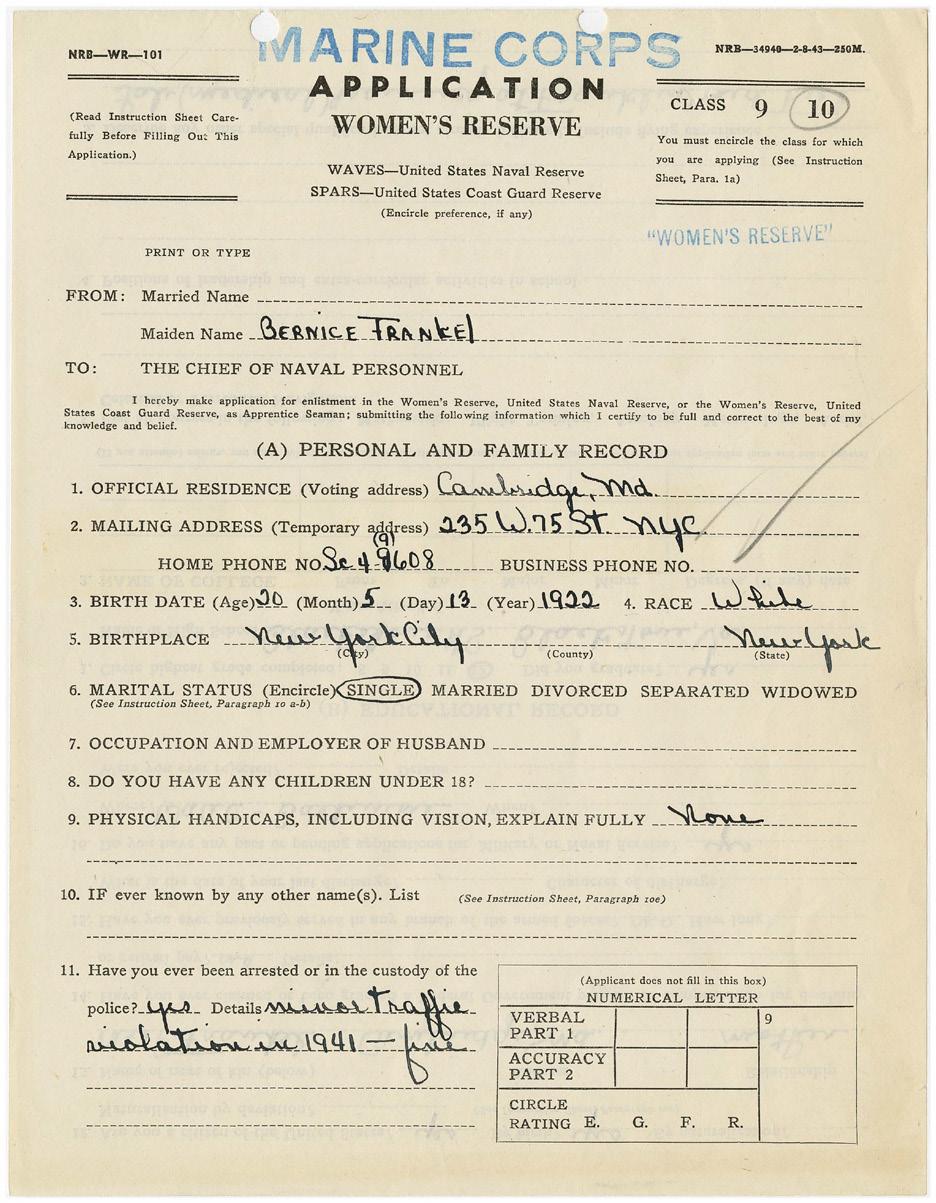 MARINE CORPS
NRB—WR—101
NRB—34940—2-8-43—250M.
APPLICATION
WOMEN'S RESERVE
(Read Instruction Sheet Care-
fully Before Filling Out This
Application.)
CLASS 9 10
You must encircle the class for which
you are applying (See Instruction
Sheet, Para. 1a)
WAVES—United States Naval Reserve
SPARS—United States Coast Guard Reserve
(Encircle preference, if any)
"WOMEN'S RESERVE"
PRINT OR TYPE
FROM: Married Name
Maiden Name BERNICE FRANKEL
TO: THE CHIEF OF NAVAL PERSONNEL
I hereby make application for enlistment in the Women's Reserve, United States Naval Reserve, or the Women's Reserve, United
States Coast Guard Reserve, as Apprentice Seaman; submitting the following information which I certify to be full and correct to the best of my
knowledge and belief.
(A) PERSONAL AND FAMILY RECORD
1. OFFICIAL RESIDENCE (Voting address) Cambridge, Md.
2. MAILING ADDRESS (Temporary address) 235 W. 75 St. NYC.
(9)
HOME PHONE NO. Sc 4-9608 BUSINESS PHONE NO.
3. BIRTH DATE (Age) 20 (Month) 5 (Day) 13 (Year) 1922 4. RACE White
5. BIRTHPLACE New York City New York
(City) (County) (State)
6. MARITAL STATUS (Encircle) SINGLE MARRIED DIVORCED SEPARATED WIDOWED
(See Instruction Sheet, Paragraph 10 a-b)
7. OCCUPATION AND EMPLOYER OF HUSBAND
8. DO YOU HAVE ANY CHILDREN UNDER 18?
9. PHYSICAL HANDICAPS, INCLUDING VISION, EXPLAIN FULLY None
10. IF ever known by any other name(s). List (See Instruction Sheet, Paragraph 10e)
11. Have you ever been arrested or in the custody of the
police? yes Details minor traffic
violation in 1941 — fine
(Applicant does not fill in this box)
NUMERICAL LETTER
VERBAL
PART 1
9
ACCURACY
PART 2
CIRCLE
RATING E. G. F. R.